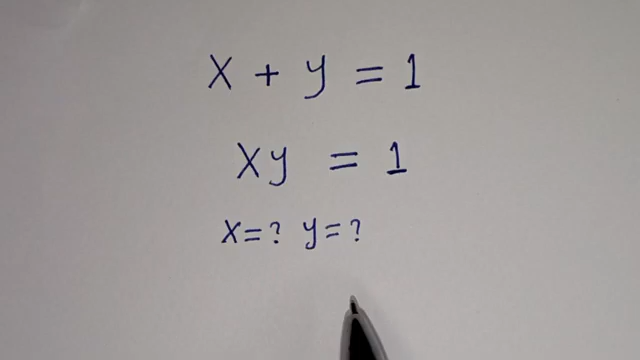 x + y = 1
xy = 1
x = ? y = ?